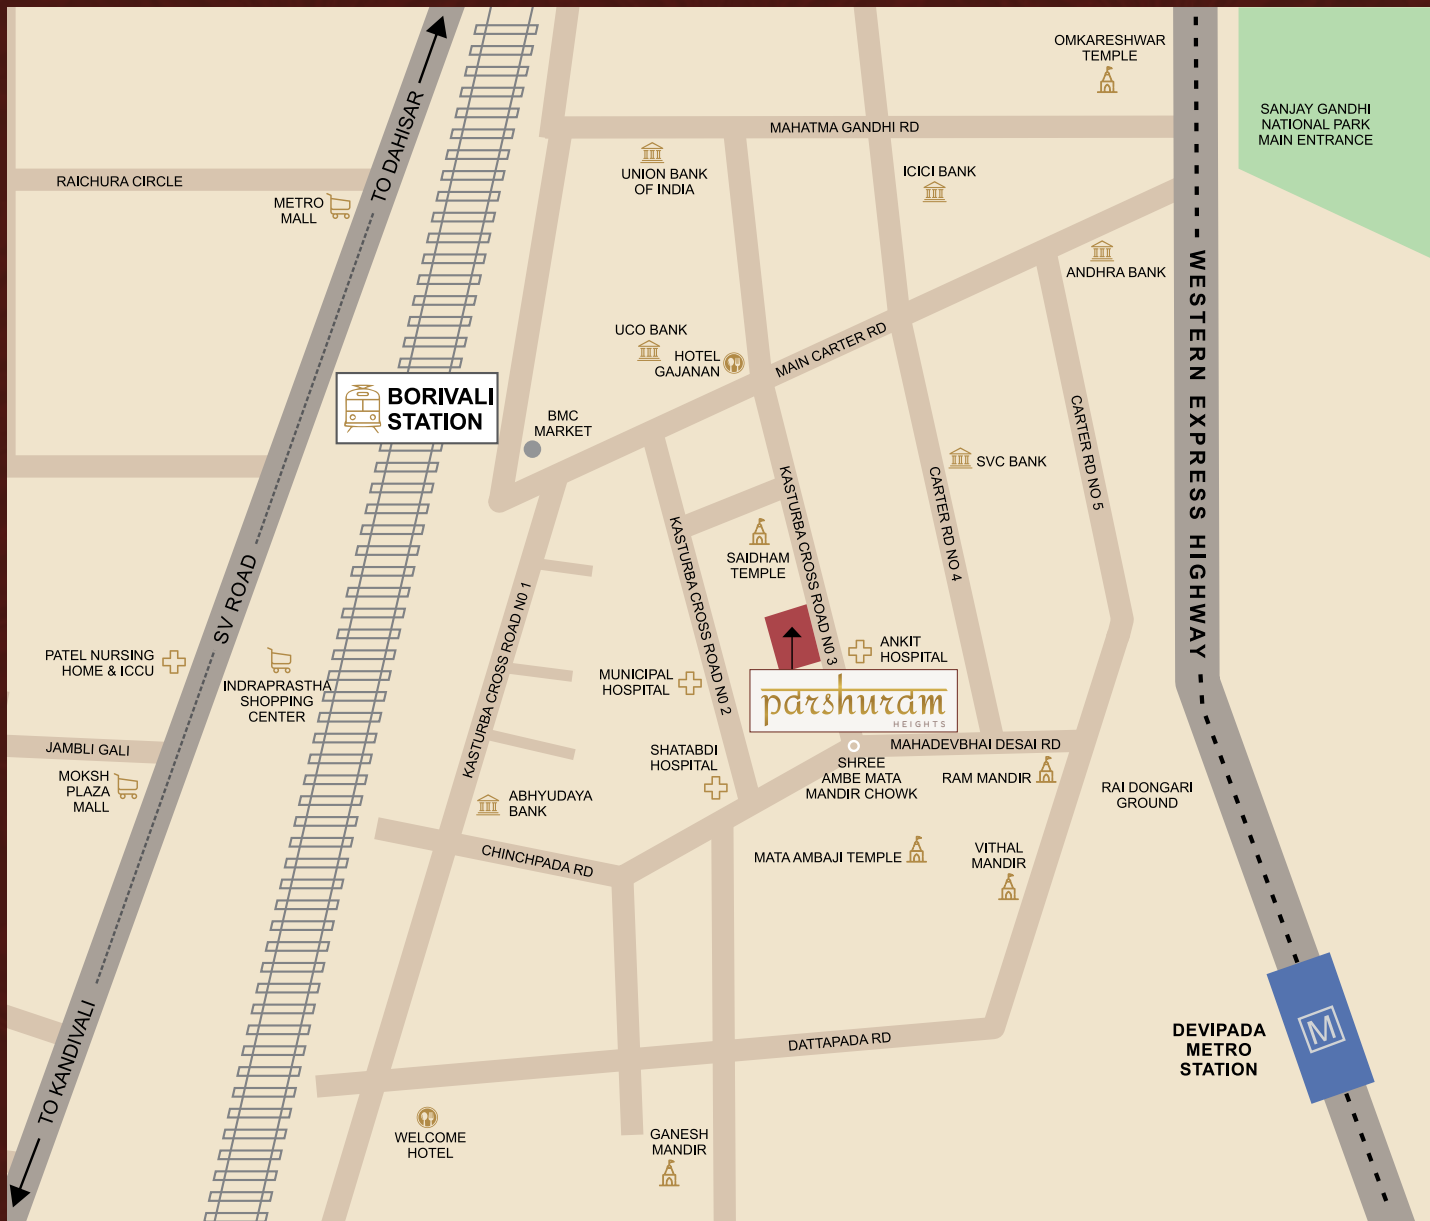 OMKARESHWAR
TEMPLE
SANJAY GANDHI
NATIONAL PARK
MAIN ENTRANCE
TO DAHISAR
MAHATMA GANDHI RD
RAICHURA CIRCLE
METRO
MALL
UNION BANK
OF INDIA
ICICI BANK
ANDHRA BANK
WESTERN EXPRESS HIGHWAY
UCO BANK
HOTEL
GAJANAN
MAIN CARTER RD
BORIVALI
STATION
BMC
MARKET
CARTER RD NO 5
SVC BANK
CARTER RD NO 4
KASTURBA CROSS ROAD N0 3
SAIDHAM
TEMPLE
KASTURBA CROSS ROAD N0 2
KASTURBA CROSS ROAD N0 1
SV ROAD
PATEL NURSING
HOME & ICCU
INDRAPRASTHA
SHOPPING
CENTER
MUNICIPAL
HOSPITAL
ANKIT
HOSPITAL
parshuram
HEIGHTS
JAMBLI GALI
MOKSH
PLAZA
MALL
SHATABDI
HOSPITAL
MAHADEVBHAI DESAI RD
SHREE
AMBE MATA
MANDIR CHOWK
RAM MANDIR
RAI DONGARI
GROUND
ABHYUDAYA
BANK
CHINCHPADA RD
MATA AMBAJI TEMPLE
VITHAL
MANDIR
DATTAPADA RD
DEVIPADA
METRO
STATION
M
TO KANDIVALI
WELCOME
HOTEL
GANESH
MANDIR